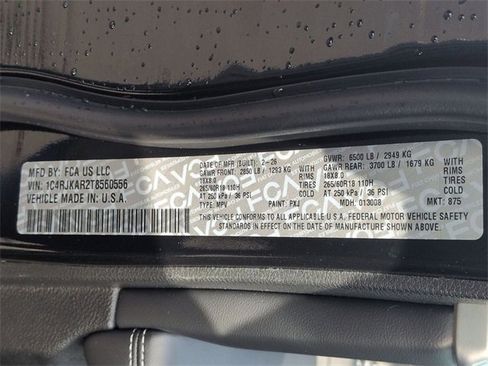 MFD BY: FCA US LLC
VIN: 1C4RJKAR2T8560556
VEHICLE MADE IN: U.S.A.
DATE OF MFR (BUILT): 2-26
GAWR FRONT: 2850 LB / 1293 KG
18X8.0
265/60R18 110H
AT 250 kPa / 36 PSI
TYPE: MPV
WITH
RIMS
TIRES
COLD
PAINT: PXJ
GVWR: 6500 LB / 2949 KG
GAWR REAR: 3700 LB / 1679 KG
18X8.0
265/60R18 110H
AT 250 kPa / 36 PSI
MDH: 013008
WITH
RIMS
TIRES
COLD
MKT: 875
THIS VEHICLE CONFORMS TO ALL APPLICABLE U.S.A. FEDERAL MOTOR VEHICLE SAFETY
STANDARDS IN EFFECT ON THE DATE OF MANUFACTURE SHOWN ABOVE.